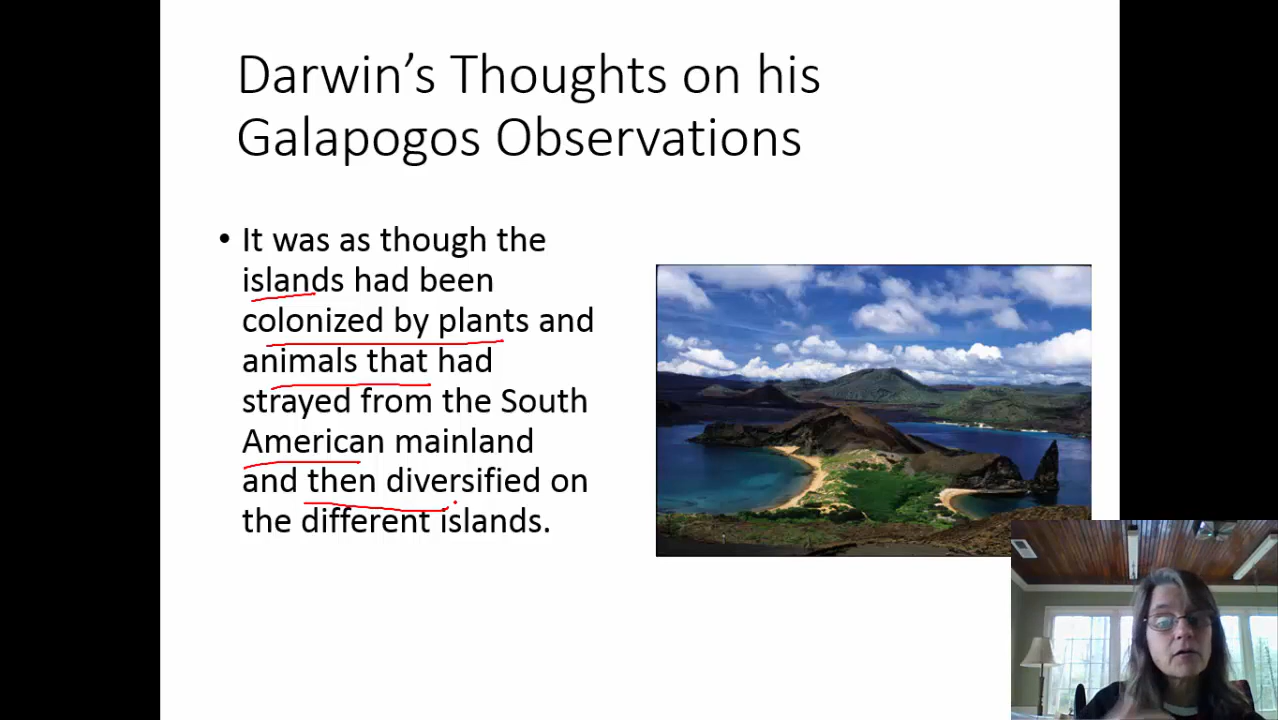 Darwin’s Thoughts on his
Galapogos Observations
• It was as though the
islands had been
colonized by plants and
animals that had
strayed from the South
American mainland
and then diversified on
the different islands.